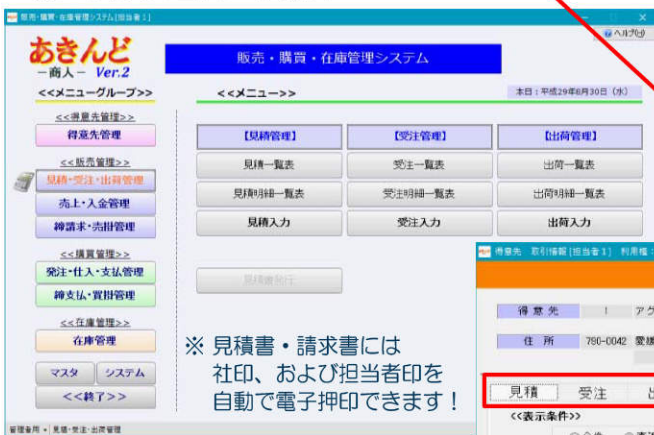 販売・購買・在庫管理システム[担当者1]
ヘルプ(H)
あきんど
－商人－ Ver.2
販売・購買・在庫管理システム
<<メニューグループ>>
<<メニュー>>
本日：平成29年6月30日（水）
<<得意先管理>>
得意先管理
<<販売管理>>
見積・受注・出荷管理
売上・入金管理
締請求・売掛管理
<<購買管理>>
発注・仕入・支払管理
締支払・買掛管理
<<在庫管理>>
在庫管理
マスタ システム
<<終了>>
【見積管理】 【受注管理】 【出荷管理】
見積一覧表 受注一覧表 出荷一覧表
見積明細一覧表 受注明細一覧表 出荷明細一覧表
見積入力 受注入力 出荷入力
見積書発行
※ 見積書・請求書には
社印、および担当者印を
自動で電子押印できます！
得意先 取引情報[担当者1] 利用権：
得意先 1 アク
住所 790-0042 愛媛
見積 受注 出
<<表示条件>>
管理者用 見積・受注・出荷管理